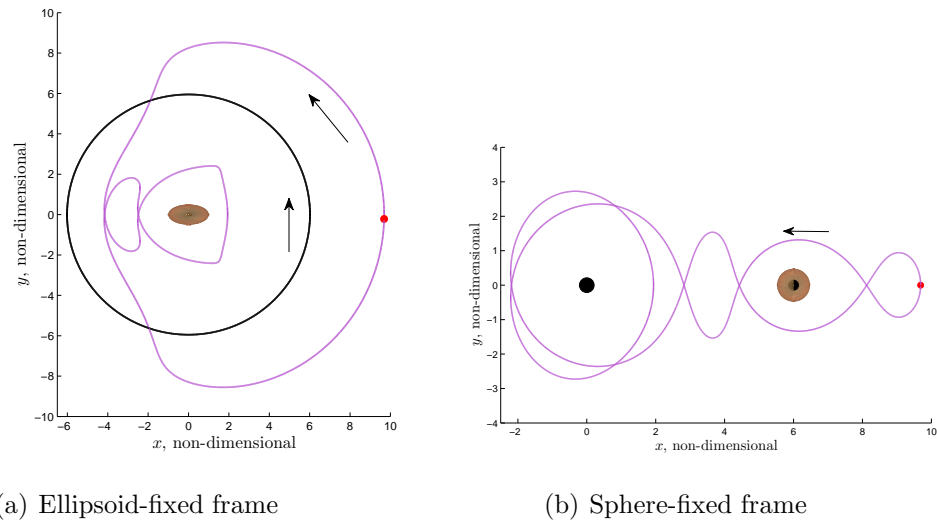 10
8
6
4
2
0
−2
−4
−6
−8
−10
y, non-dimensional
−6 −4 −2 0 2 4 6 8 10
x, non-dimensional
4
3
2
1
0
−1
−2
−3
−4
y, non-dimensional
−2 0 2 4 6 8 10
x, non-dimensional
a) Ellipsoid-fixed frame
(b) Sphere-fixed frame